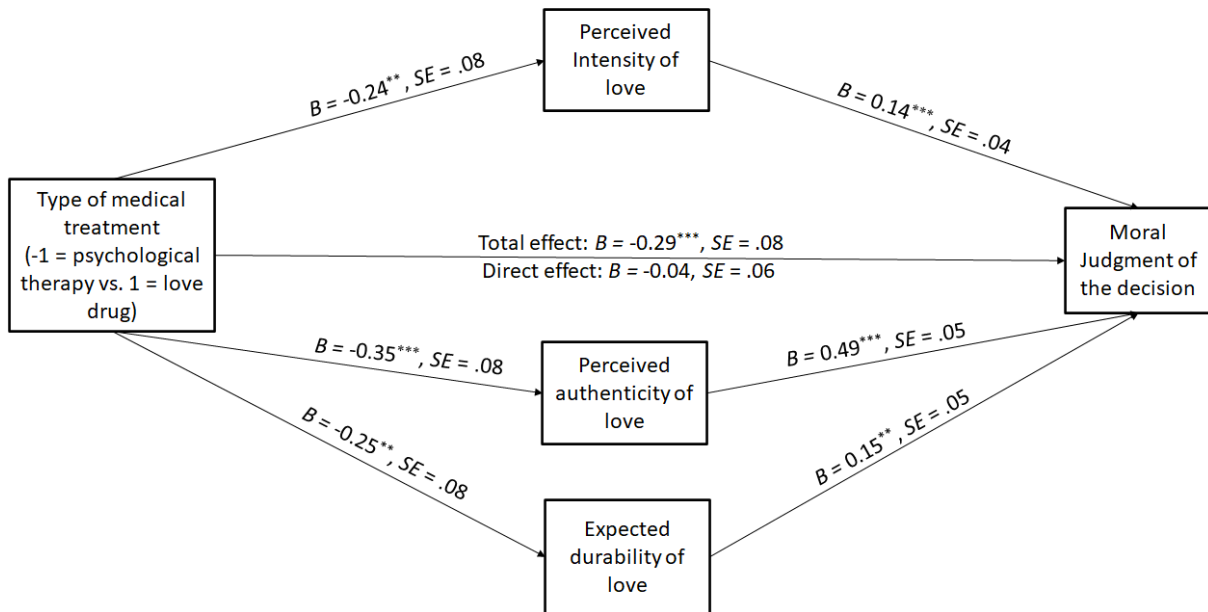 Perceived
Intensity of
love
B = -0.24**, SE = .08
B = 0.14***, SE = .04
Type of medical
treatment
(-1 = psychological
therapy vs. 1 = love
drug)
Total effect: B = -0.29***, SE = .08
Direct effect: B = -0.04, SE = .06
Moral
Judgment of
the decision
B = -0.35***, SE = .08
Perceived
authenticity of
love
B = 0.49***, SE = .05
B = -0.25**, SE = .08
Expected
durability of
love
B = 0.15**, SE = .05